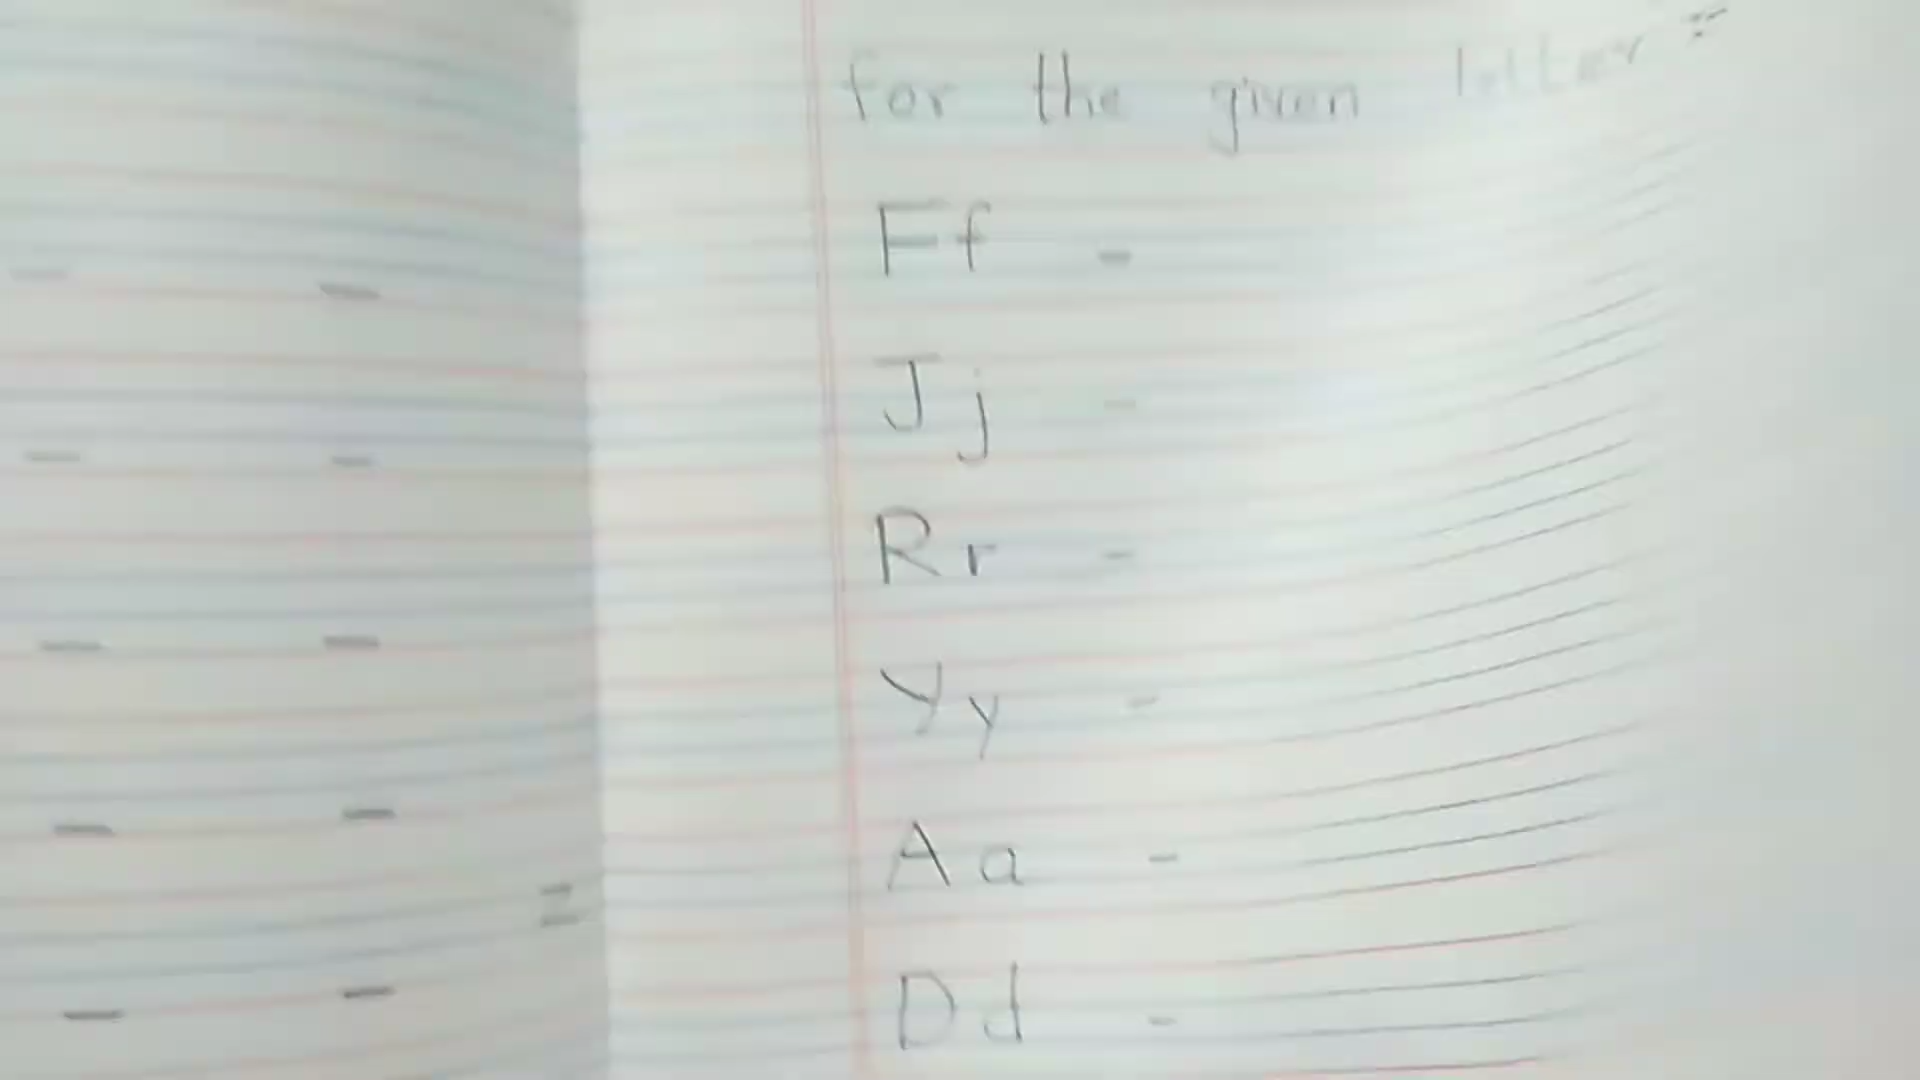 for the given letter :-
Ff -
Jj -
Rr -
Yy -
Aa -
Dd -